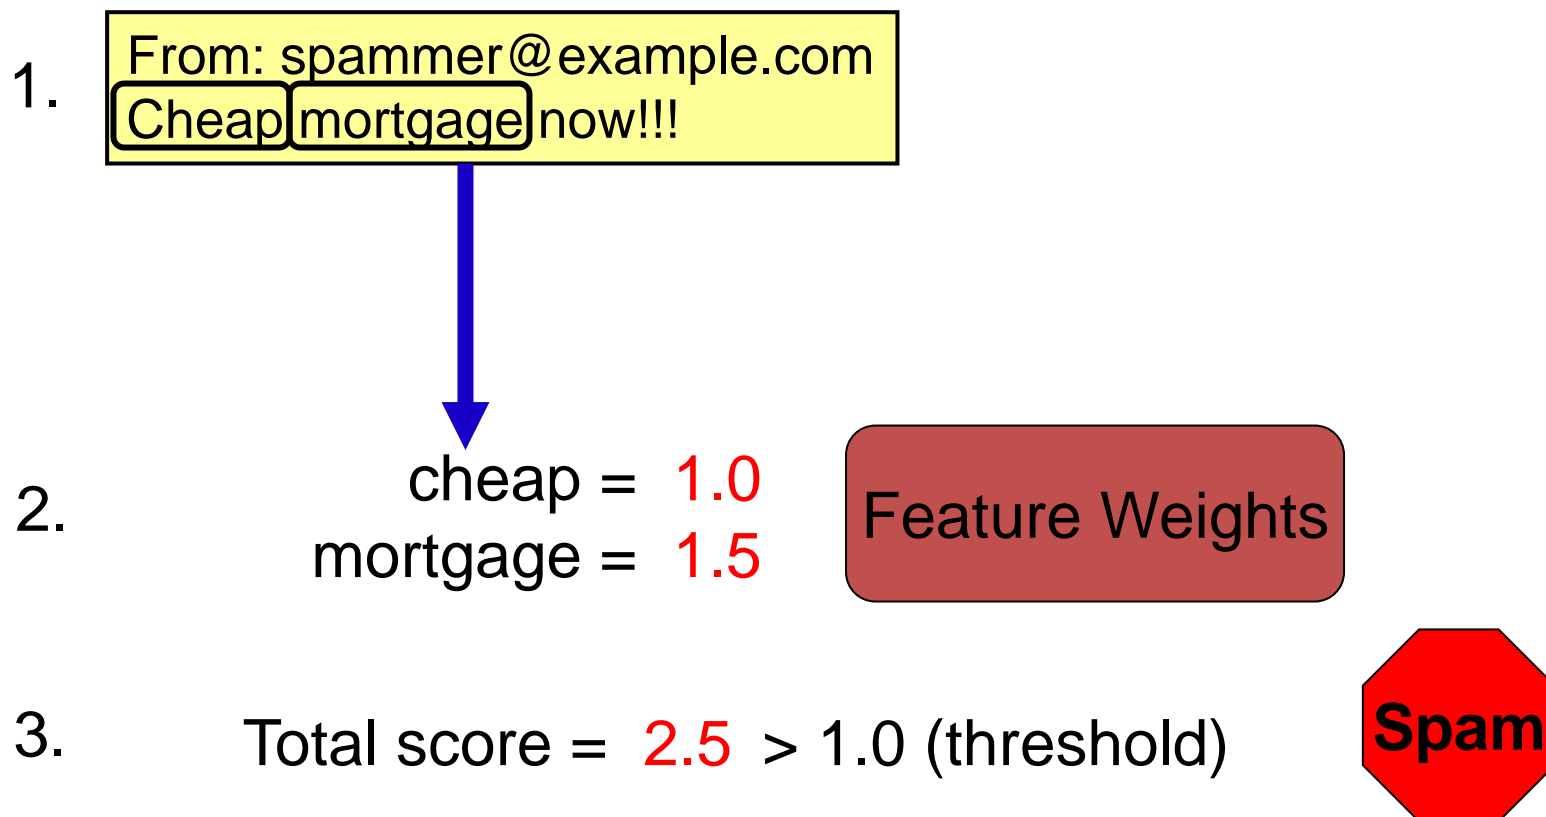 1.
From: spammer@example.com
Cheap mortgage now!!!
2.
cheap = 1.0
mortgage = 1.5
Feature Weights
3.
Total score = 2.5 > 1.0 (threshold)
Spam